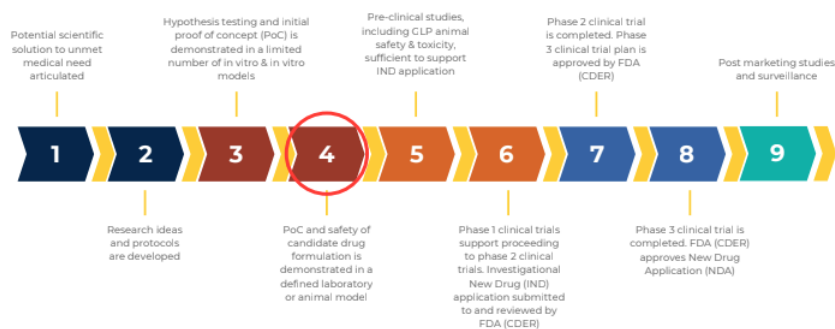 Potential scientific
solution to unmet
medical need
articulated
Hypothesis testing and initial
proof of concept (PoC) is
demonstrated in a limited
number of in vitro & in vitro
models
Pre-clinical studies,
including GLP animal
safety & toxicity,
sufficient to support
IND application
Phase 2 clinical trial
is completed. Phase
3 clinical trial plan is
approved by FDA
(CDER)
Post marketing studies
and surveillance
1
2
3
4
5
6
7
8
9
Research ideas
and protocols
are developed
PoC and safety of
candidate drug
formulation is
demonstrated in a
defined laboratory
or animal model
Phase 1 clinical trials
support proceeding
to phase 2 clinical
trials. Investigational
New Drug (IND)
application submitted
to and reviewed by
FDA (CDER)
Phase 3 clinical trial is
completed. FDA (CDER)
approves New Drug
Application (NDA)